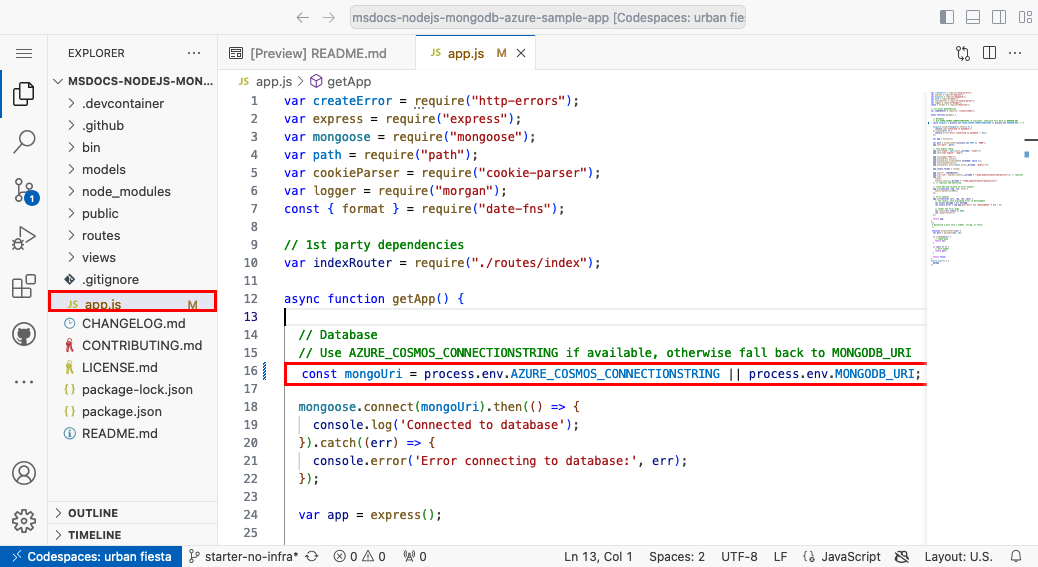 msdocs-nodejs-mongodb-azure-sample-app [Codespaces: urban fie
EXPLORER
MSDOCS-NODEJS-MON...
.devcontainer
.github
bin
models
node_modules
public
routes
views
.gitignore
JS app.js M
CHANGELOG.md
CONTRIBUTING.md
LICENSE.md
package-lock.json
package.json
README.md
OUTLINE
TIMELINE
1
[Preview] README.md
JS app.js M
JS app.js > getApp
1 var createError = require("http-errors");
2 var express = require("express");
3 var mongoose = require("mongoose");
4 var path = require("path");
5 var cookieParser = require("cookie-parser");
6 var logger = require("morgan");
7 const { format } = require("date-fns");
8
9 // 1st party dependencies
10 var indexRouter = require("./routes/index");
11
12 async function getApp() {
13
14 // Database
15 // Use AZURE_COSMOS_CONNECTIONSTRING if available, otherwise fall back to MONGODB_URI
16 const mongoUri = process.env.AZURE_COSMOS_CONNECTIONSTRING || process.env.MONGODB_URI;
17
18 mongoose.connect(mongoUri).then(() => {
19 console.log('Connected to database');
20 }).catch((err) => {
21 console.error('Error connecting to database:', err);
22 });
23
24 var app = express();
25
Codespaces: urban fiesta starter-no-infra* 0 0 0 Ln 13, Col 1 Spaces: 2 UTF-8 LF {} JavaScript Layout: U.S.